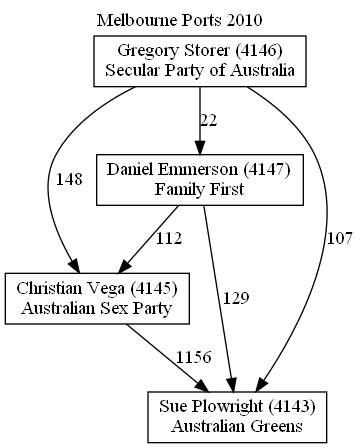 Melbourne Ports 2010
Gregory Storer (4146)
Secular Party of Australia
22
148
Daniel Emmerson (4147)
Family First
107
112
129
Christian Vega (4145)
Australian Sex Party
1156
Sue Plowright (4143)
Australian Greens